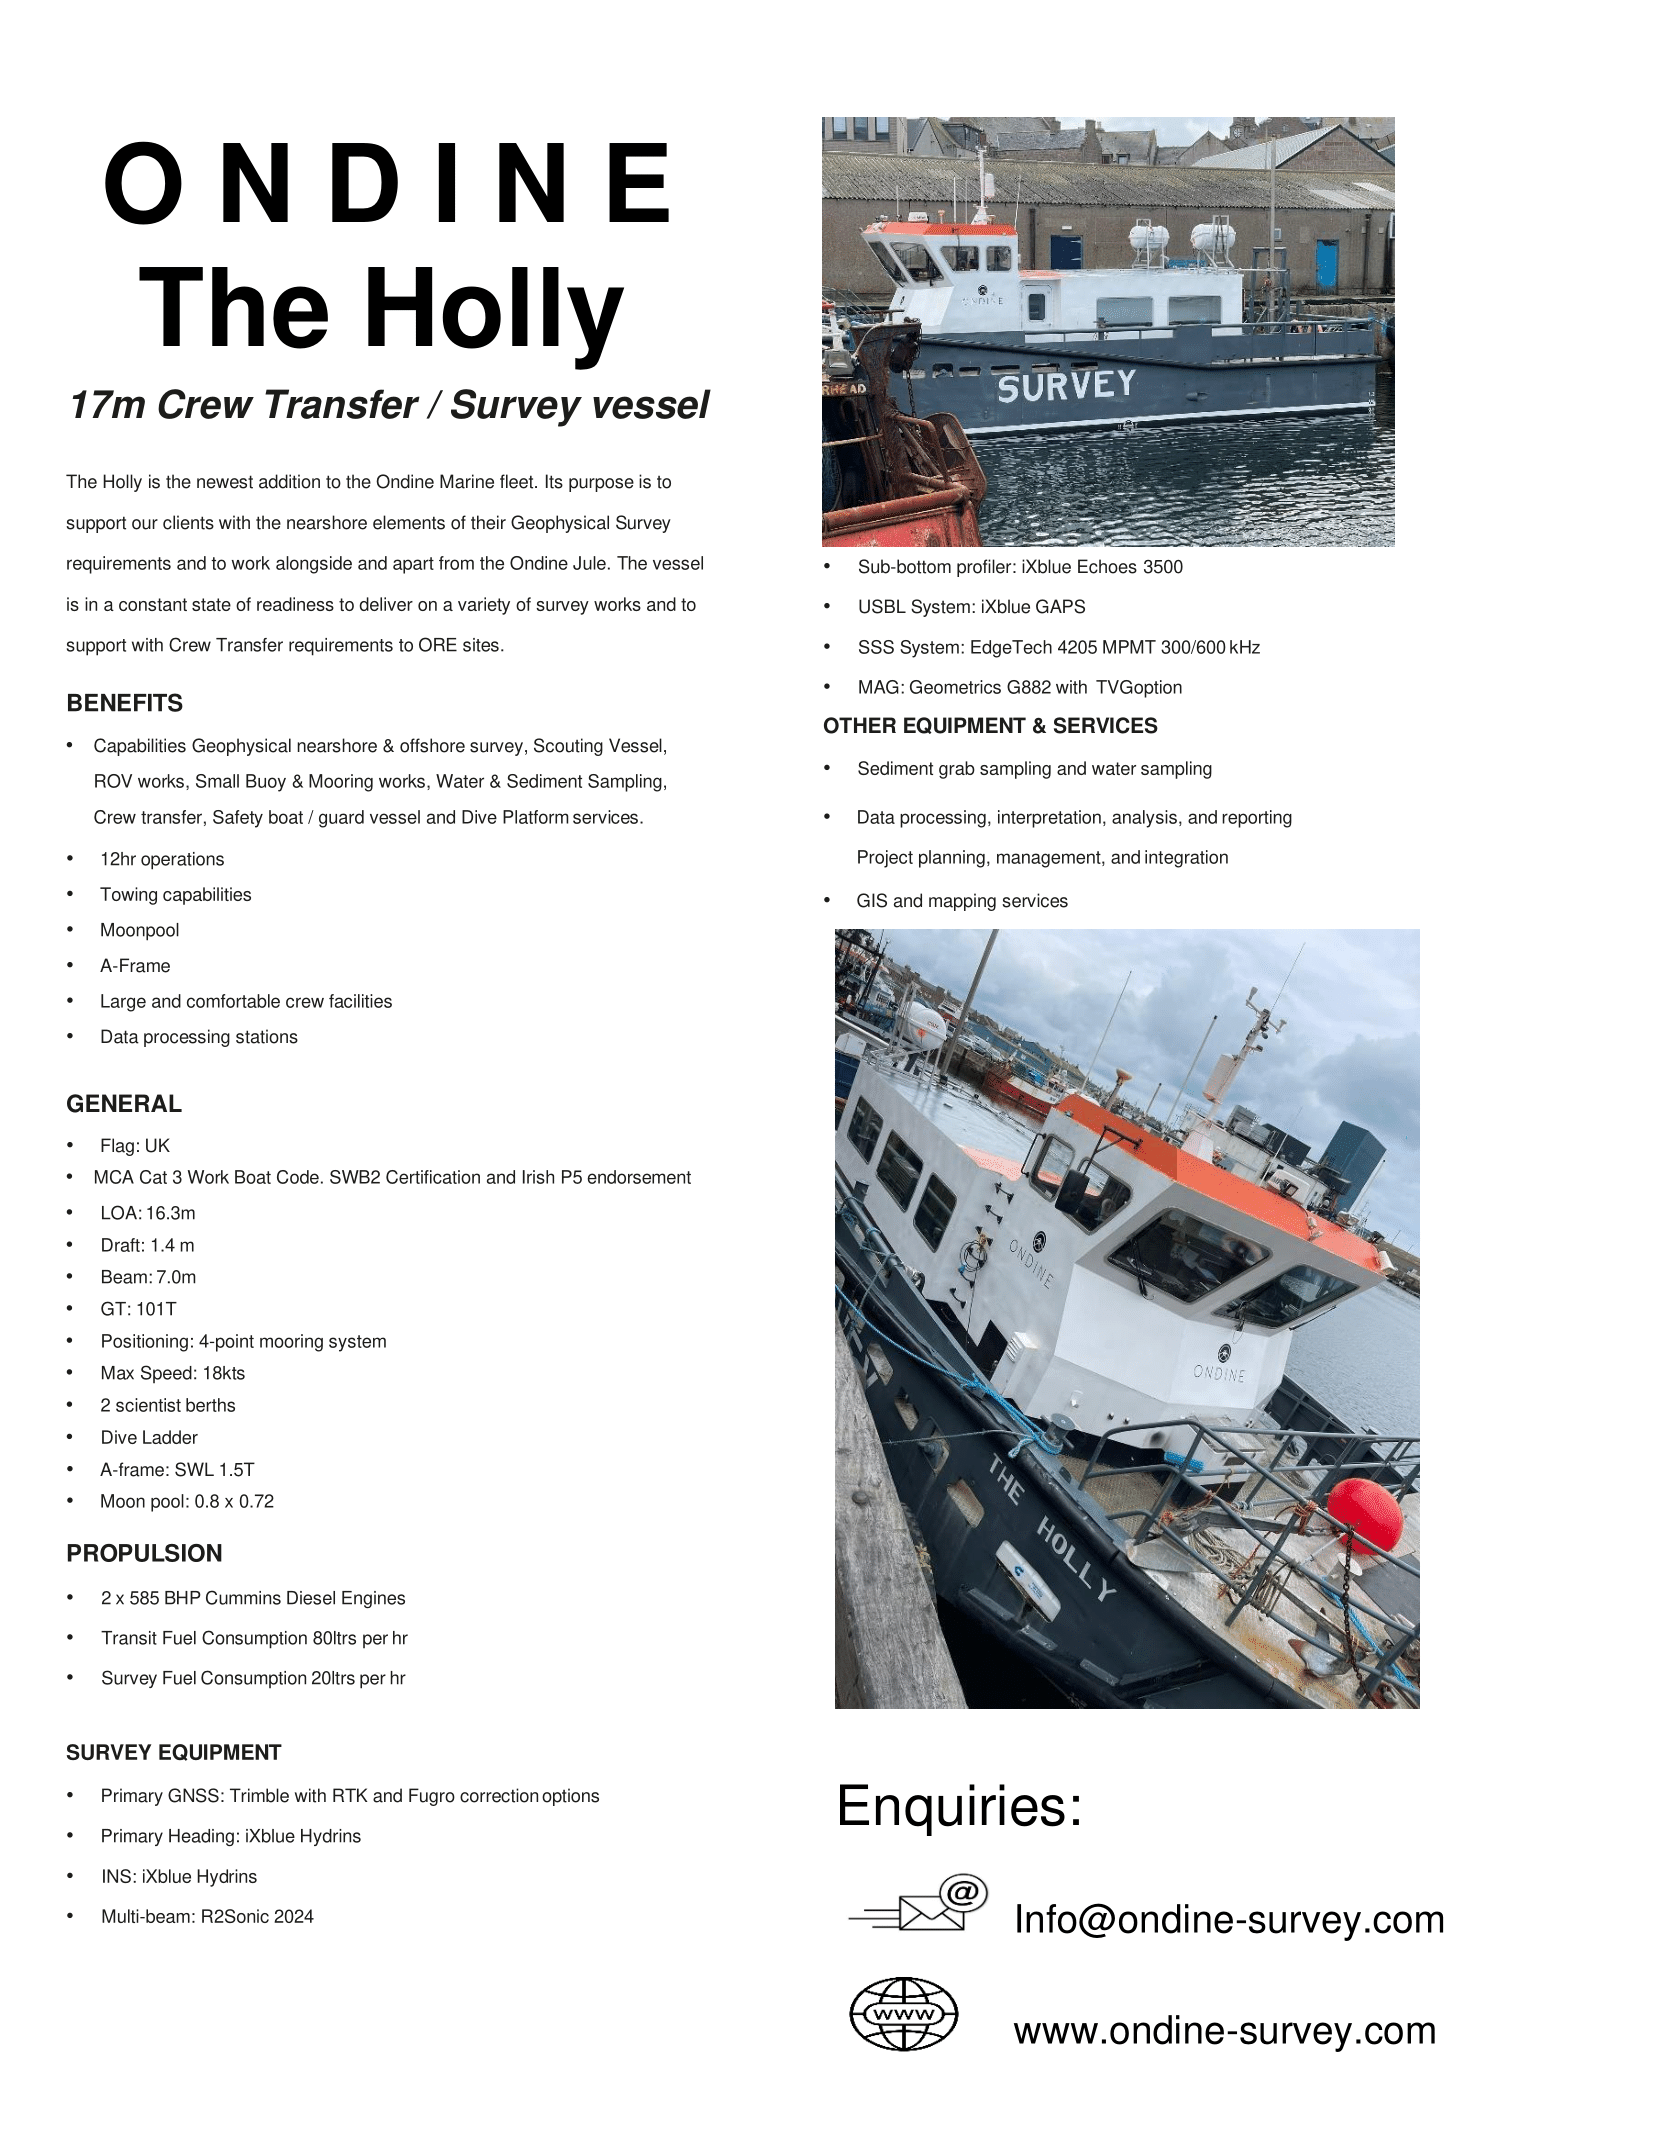 ONDINE
The Holly
17m Crew Transfer / Survey vessel
The Holly is the newest addition to the Ondine Marine fleet. Its purpose is to
support our clients with the nearshore elements of their Geophysical Survey
requirements and to work alongside and apart from the Ondine Jule. The vessel
is in a constant state of readiness to deliver on a variety of survey works and to
support with Crew Transfer requirements to ORE sites.
BENEFITS
• Capabilities Geophysical nearshore & offshore survey, Scouting Vessel,
ROV works, Small Buoy & Mooring works, Water & Sediment Sampling,
Crew transfer, Safety boat / guard vessel and Dive Platform services.
• 12hr operations
• Towing capabilities
• Moonpool
• A-Frame
• Large and comfortable crew facilities
• Data processing stations
GENERAL
• Flag: UK
• MCA Cat 3 Work Boat Code. SWB2 Certification and Irish P5 endorsement
• LOA: 16.3m
• Draft: 1.4 m
• Beam: 7.0m
• GT: 101T
• Positioning: 4-point mooring system
• Max Speed: 18kts
• 2 scientist berths
• Dive Ladder
• A-frame: SWL 1.5T
• Moon pool: 0.8 x 0.72
PROPULSION
• 2 x 585 BHP Cummins Diesel Engines
• Transit Fuel Consumption 80ltrs per hr
• Survey Fuel Consumption 20ltrs per hr
SURVEY EQUIPMENT
• Primary GNSS: Trimble with RTK and Fugro correction options
• Primary Heading: iXblue Hydrins
• INS: iXblue Hydrins
• Multi-beam: R2Sonic 2024
ONDINE
RHEAD
SURVEY
• Sub-bottom profiler: iXblue Echoes 3500
• USBL System: iXblue GAPS
• SSS System: EdgeTech 4205 MPMT 300/600 kHz
• MAG: Geometrics G882 with TVGoption
OTHER EQUIPMENT & SERVICES
• Sediment grab sampling and water sampling
• Data processing, interpretation, analysis, and reporting
Project planning, management, and integration
• GIS and mapping services
ONDINE
ONDINE
THE HOLLY
Enquiries:
@
Info@ondine-survey.com
www
www.ondine-survey.com